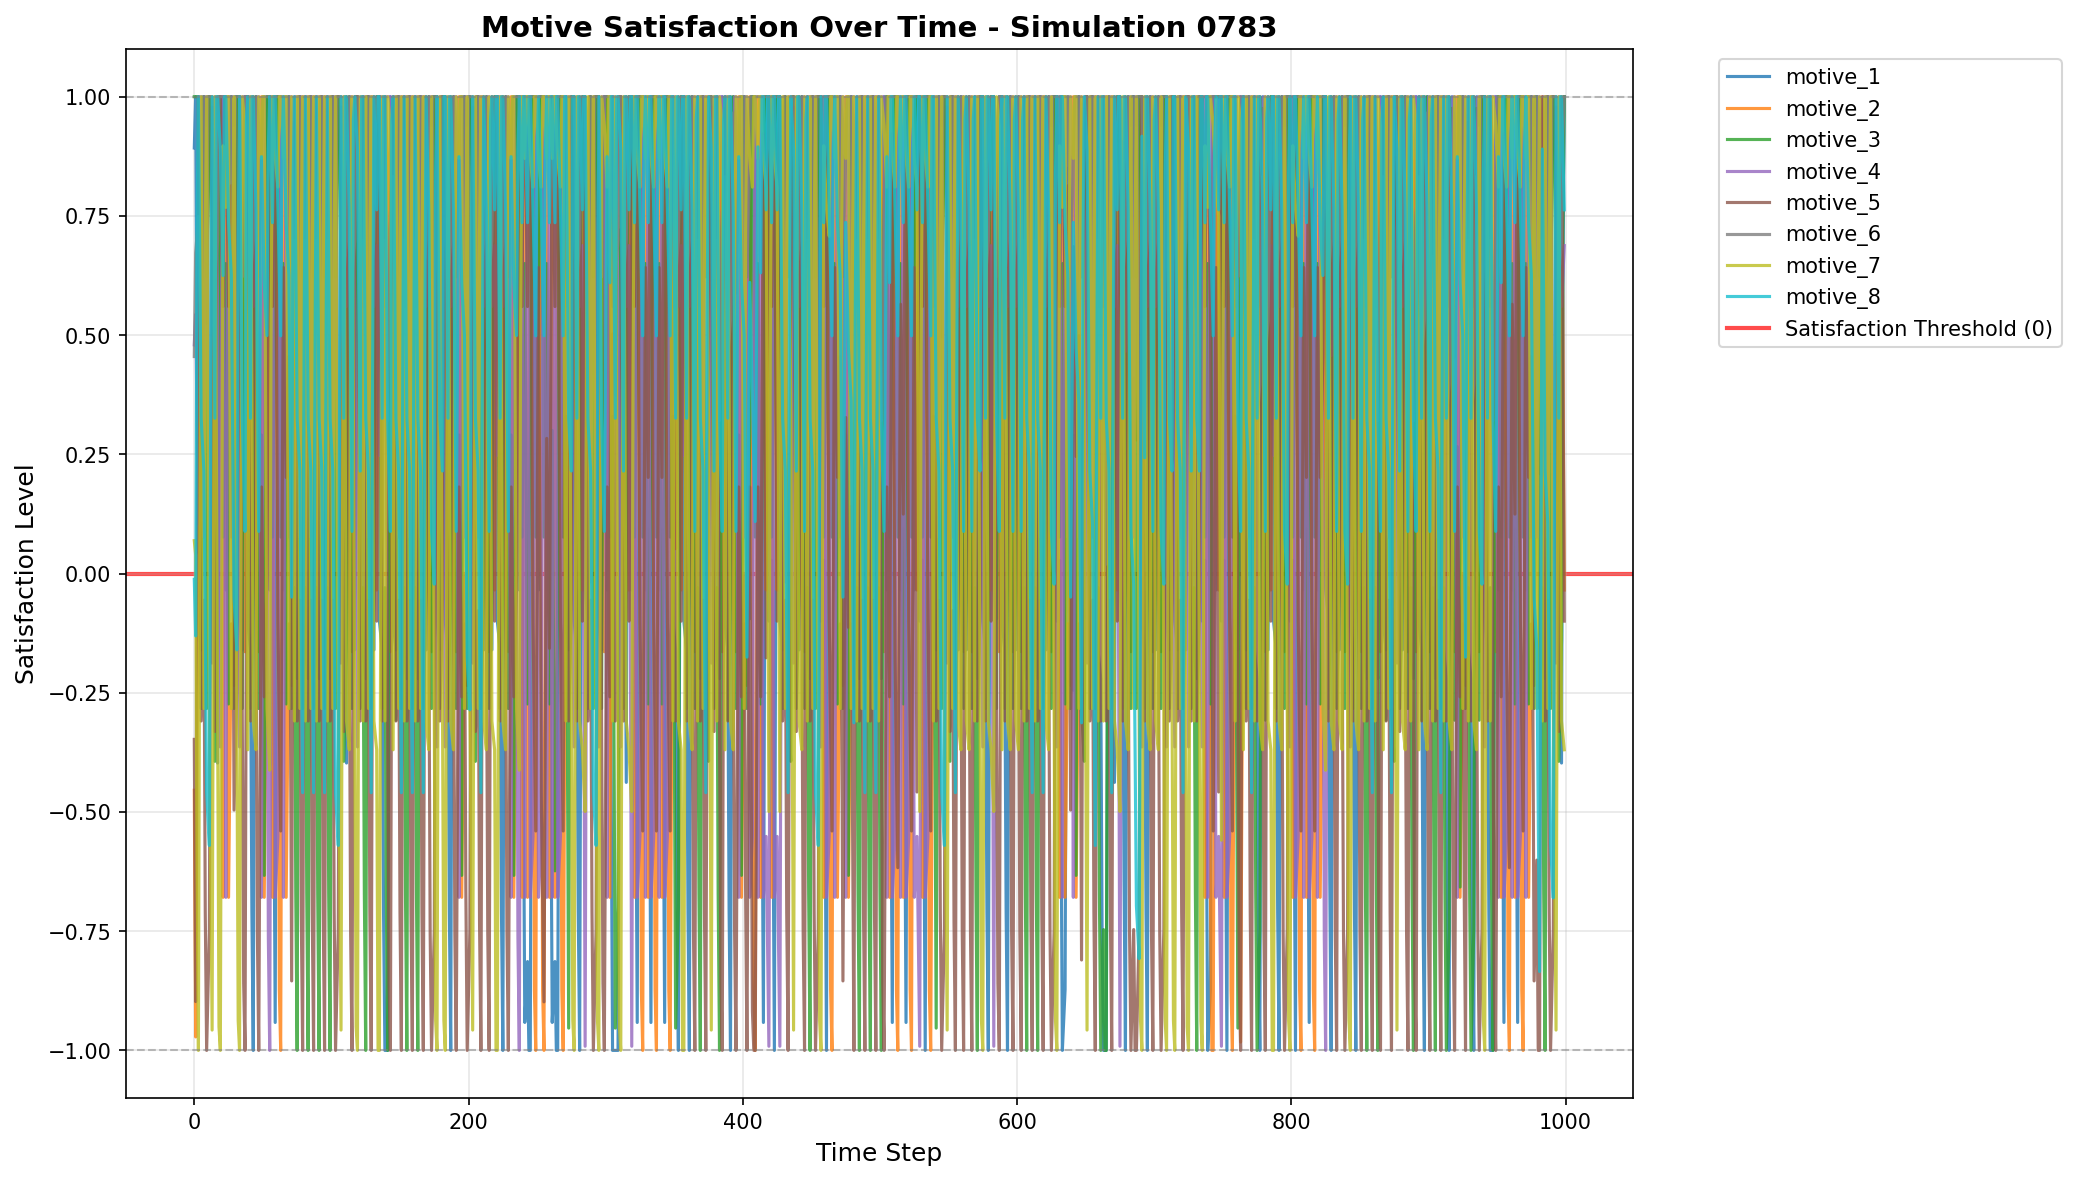 Motive Satisfaction Over Time - Simulation 0783
Satisfaction Level
1.00
0.75
0.50
0.25
0.00
−0.25
−0.50
−0.75
−1.00
0
200
400
600
800
1000
Time Step
motive_1
motive_2
motive_3
motive_4
motive_5
motive_6
motive_7
motive_8
Satisfaction Threshold (0)